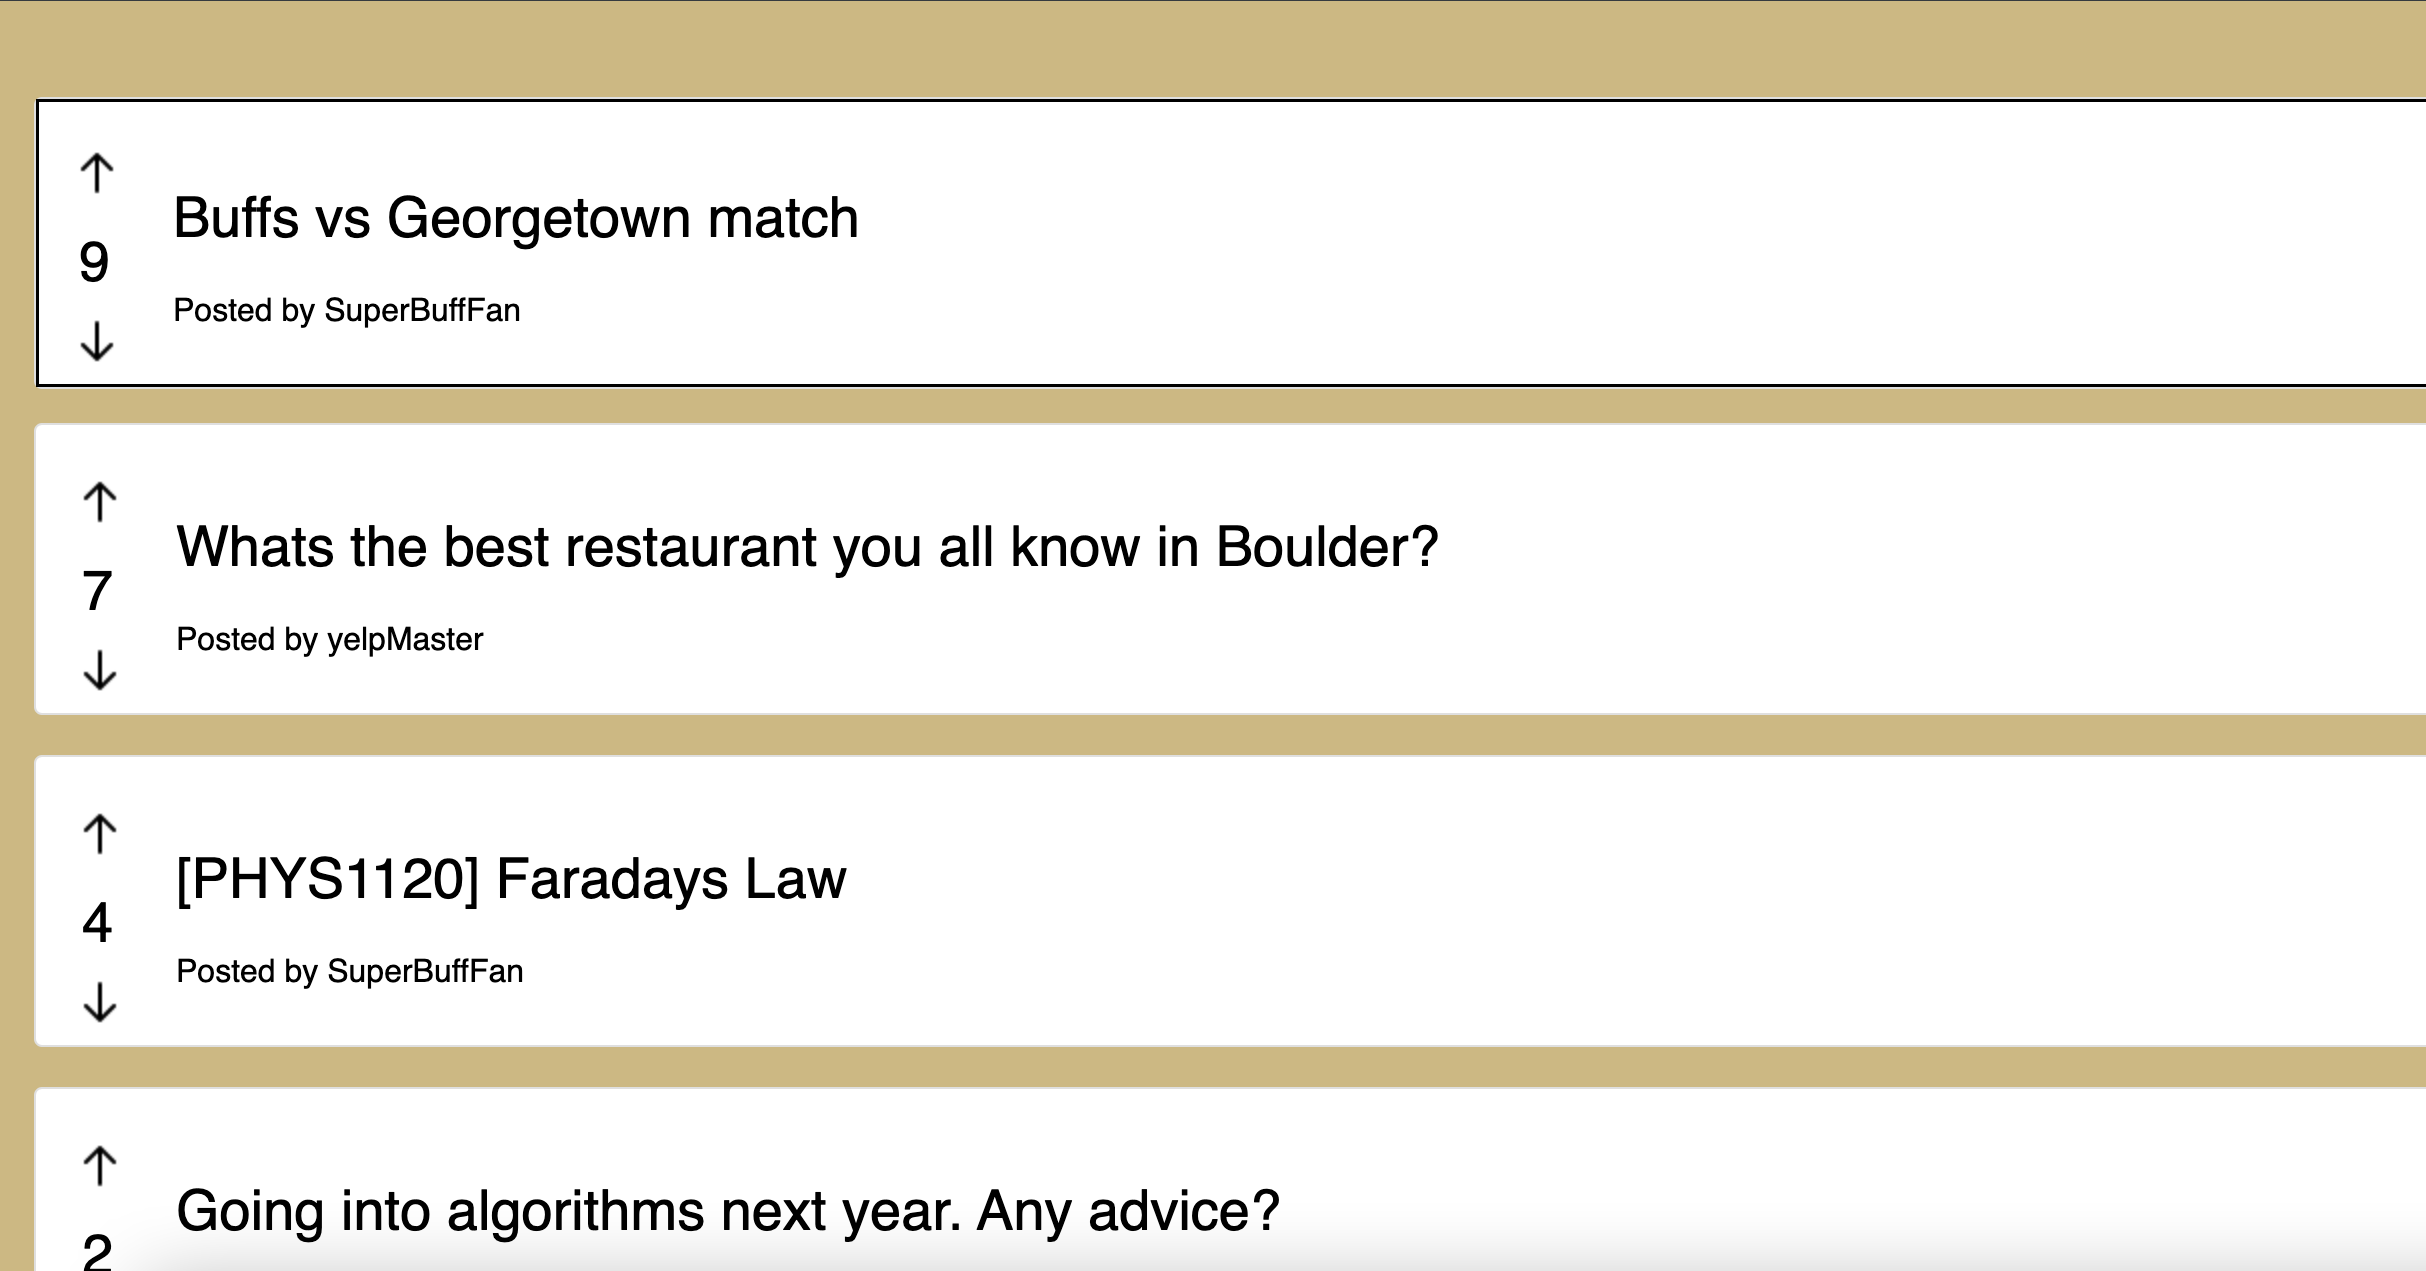 Buffs vs Georgetown match
9
Posted by SuperBuffFan
Whats the best restaurant you all know in Boulder?
7
Posted by yelpMaster
[PHYS1120] Faradays Law
4
Posted by SuperBuffFan
Going into algorithms next year. Any advice?
2